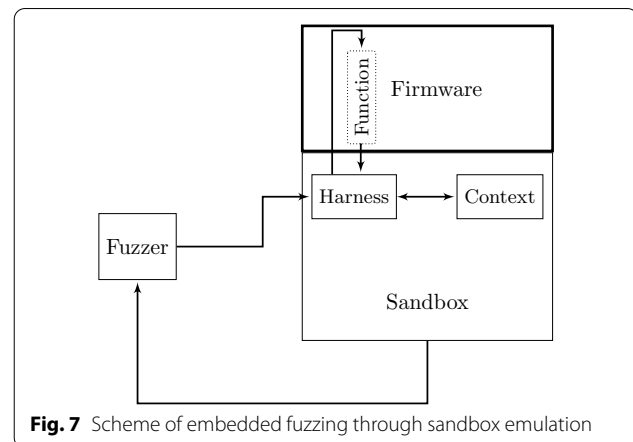 Function
Firmware
Harness
Context
Fuzzer
Sandbox
Fig. 7 Scheme of embedded fuzzing through sandbox emulation